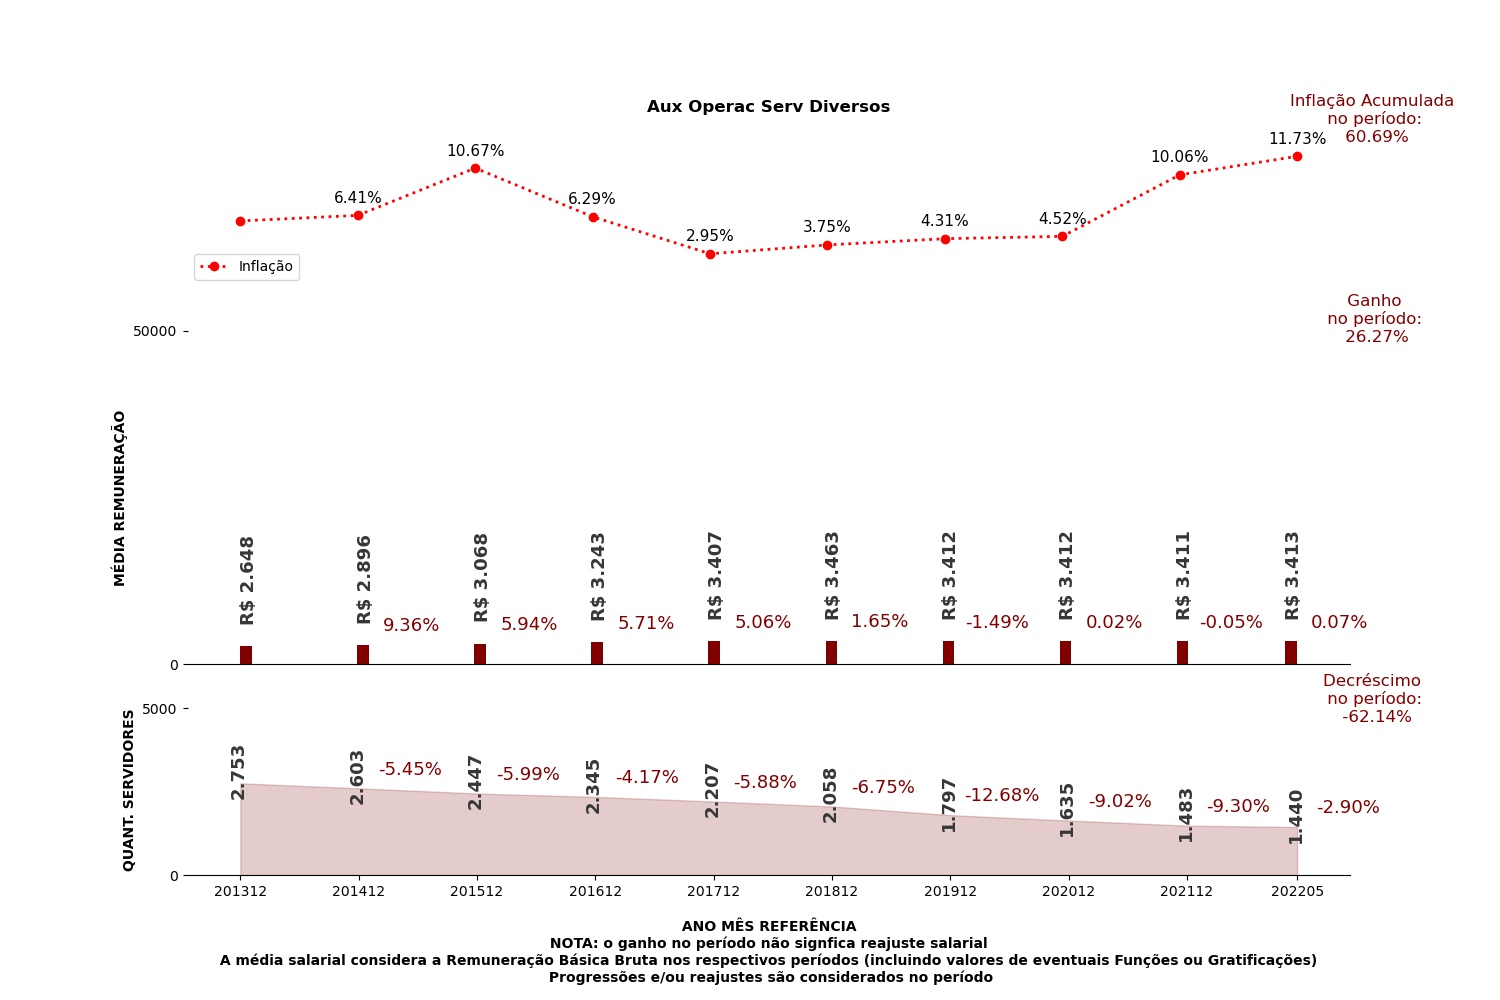 Aux Operac Serv Diversos
Inflação Acumulada
no período:
60.69%
6.41%
10.67%
6.29%
2.95%
3.75%
4.31%
4.52%
10.06%
11.73%
Inflação
Ganho
no período:
26.27%
50000
0
MÉDIA REMUNERAÇÃO
R$ 2.648
R$ 2.896
R$ 3.068
R$ 3.243
R$ 3.407
R$ 3.463
R$ 3.412
R$ 3.412
R$ 3.411
R$ 3.413
9.36%
5.94%
5.71%
5.06%
1.65%
-1.49%
0.02%
-0.05%
0.07%
Decréscimo
no período:
-62.14%
5000
0
QUANT. SERVIDORES
2.753
2.603
2.447
2.345
2.207
2.058
1.797
1.635
1.483
1.440
-5.45%
-5.99%
-4.17%
-5.88%
-6.75%
-12.68%
-9.02%
-9.30%
-2.90%
201312
201412
201512
201612
201712
201812
201912
202012
202112
202205
ANO MÊS REFERÊNCIA
NOTA: o ganho no período não signfica reajuste salarial
A média salarial considera a Remuneração Básica Bruta nos respectivos períodos (incluindo valores de eventuais Funções ou Gratificações)
Progressões e/ou reajustes são considerados no período